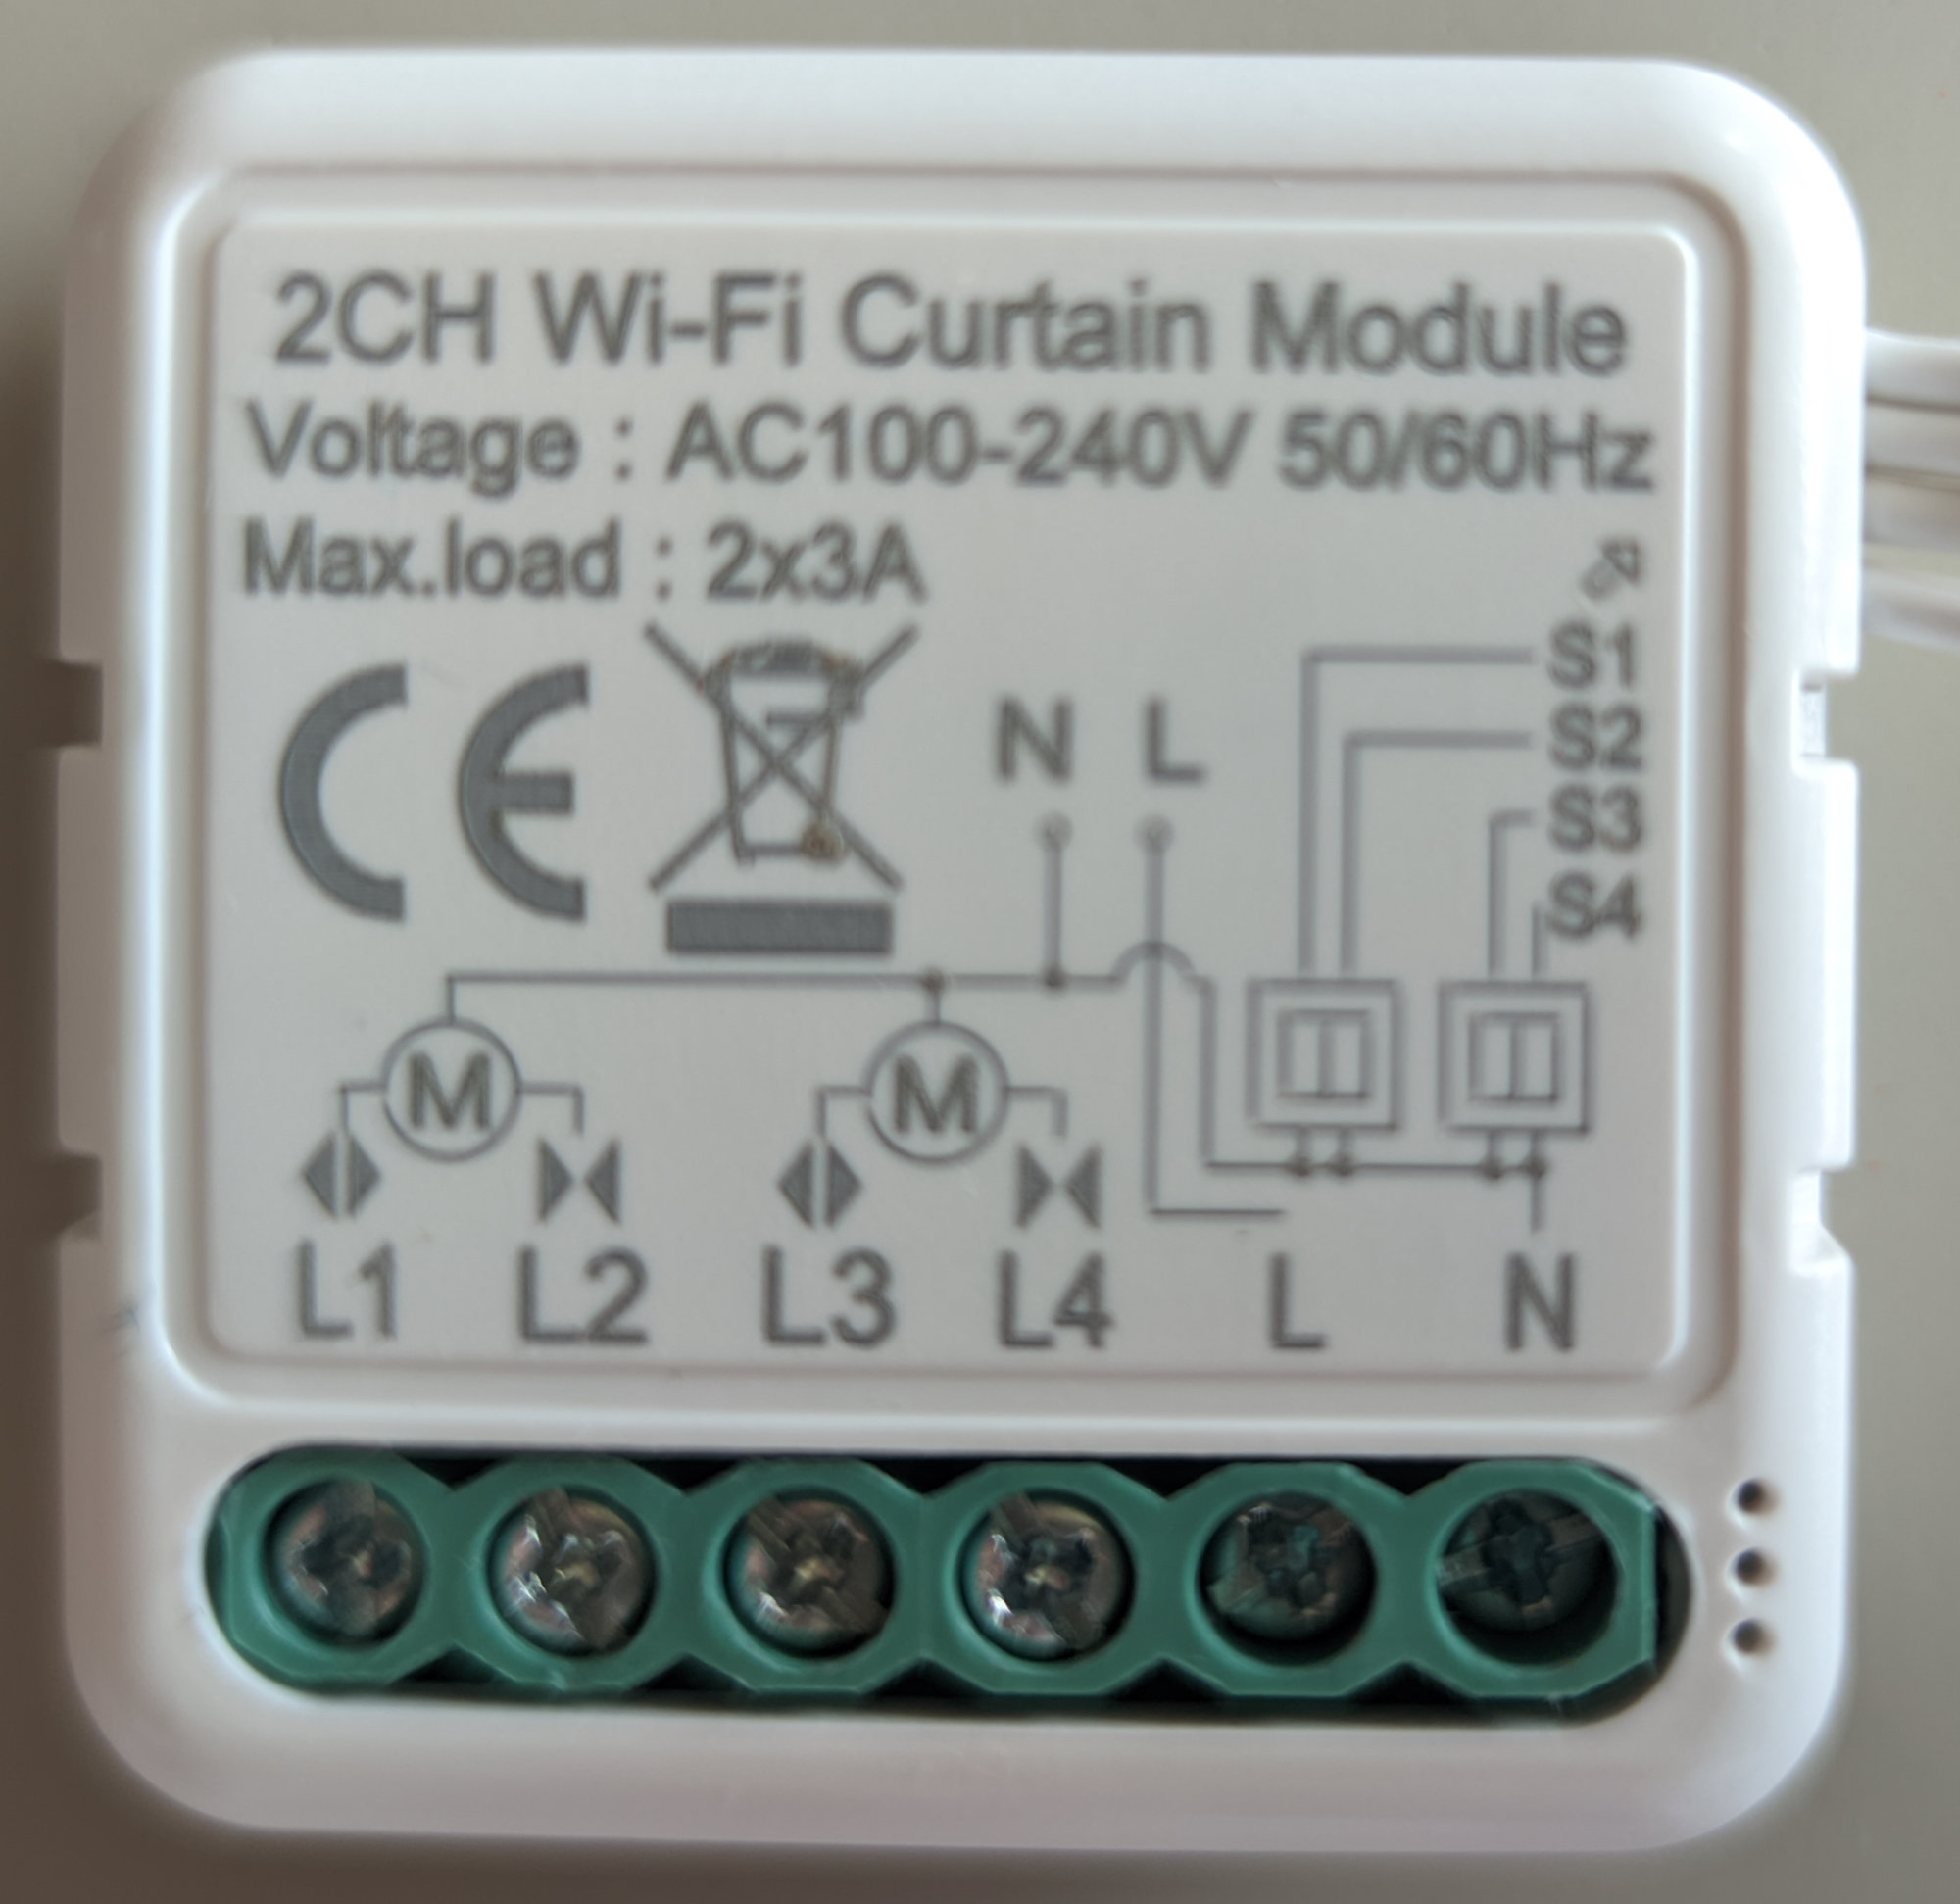 2CH Wi-Fi Curtain Module
Voltage : AC100-240V 50/60Hz
Max.load : 2x3A
CE
N L
S1
S2
S3
S4
M M
L1 L2 L3 L4 L N